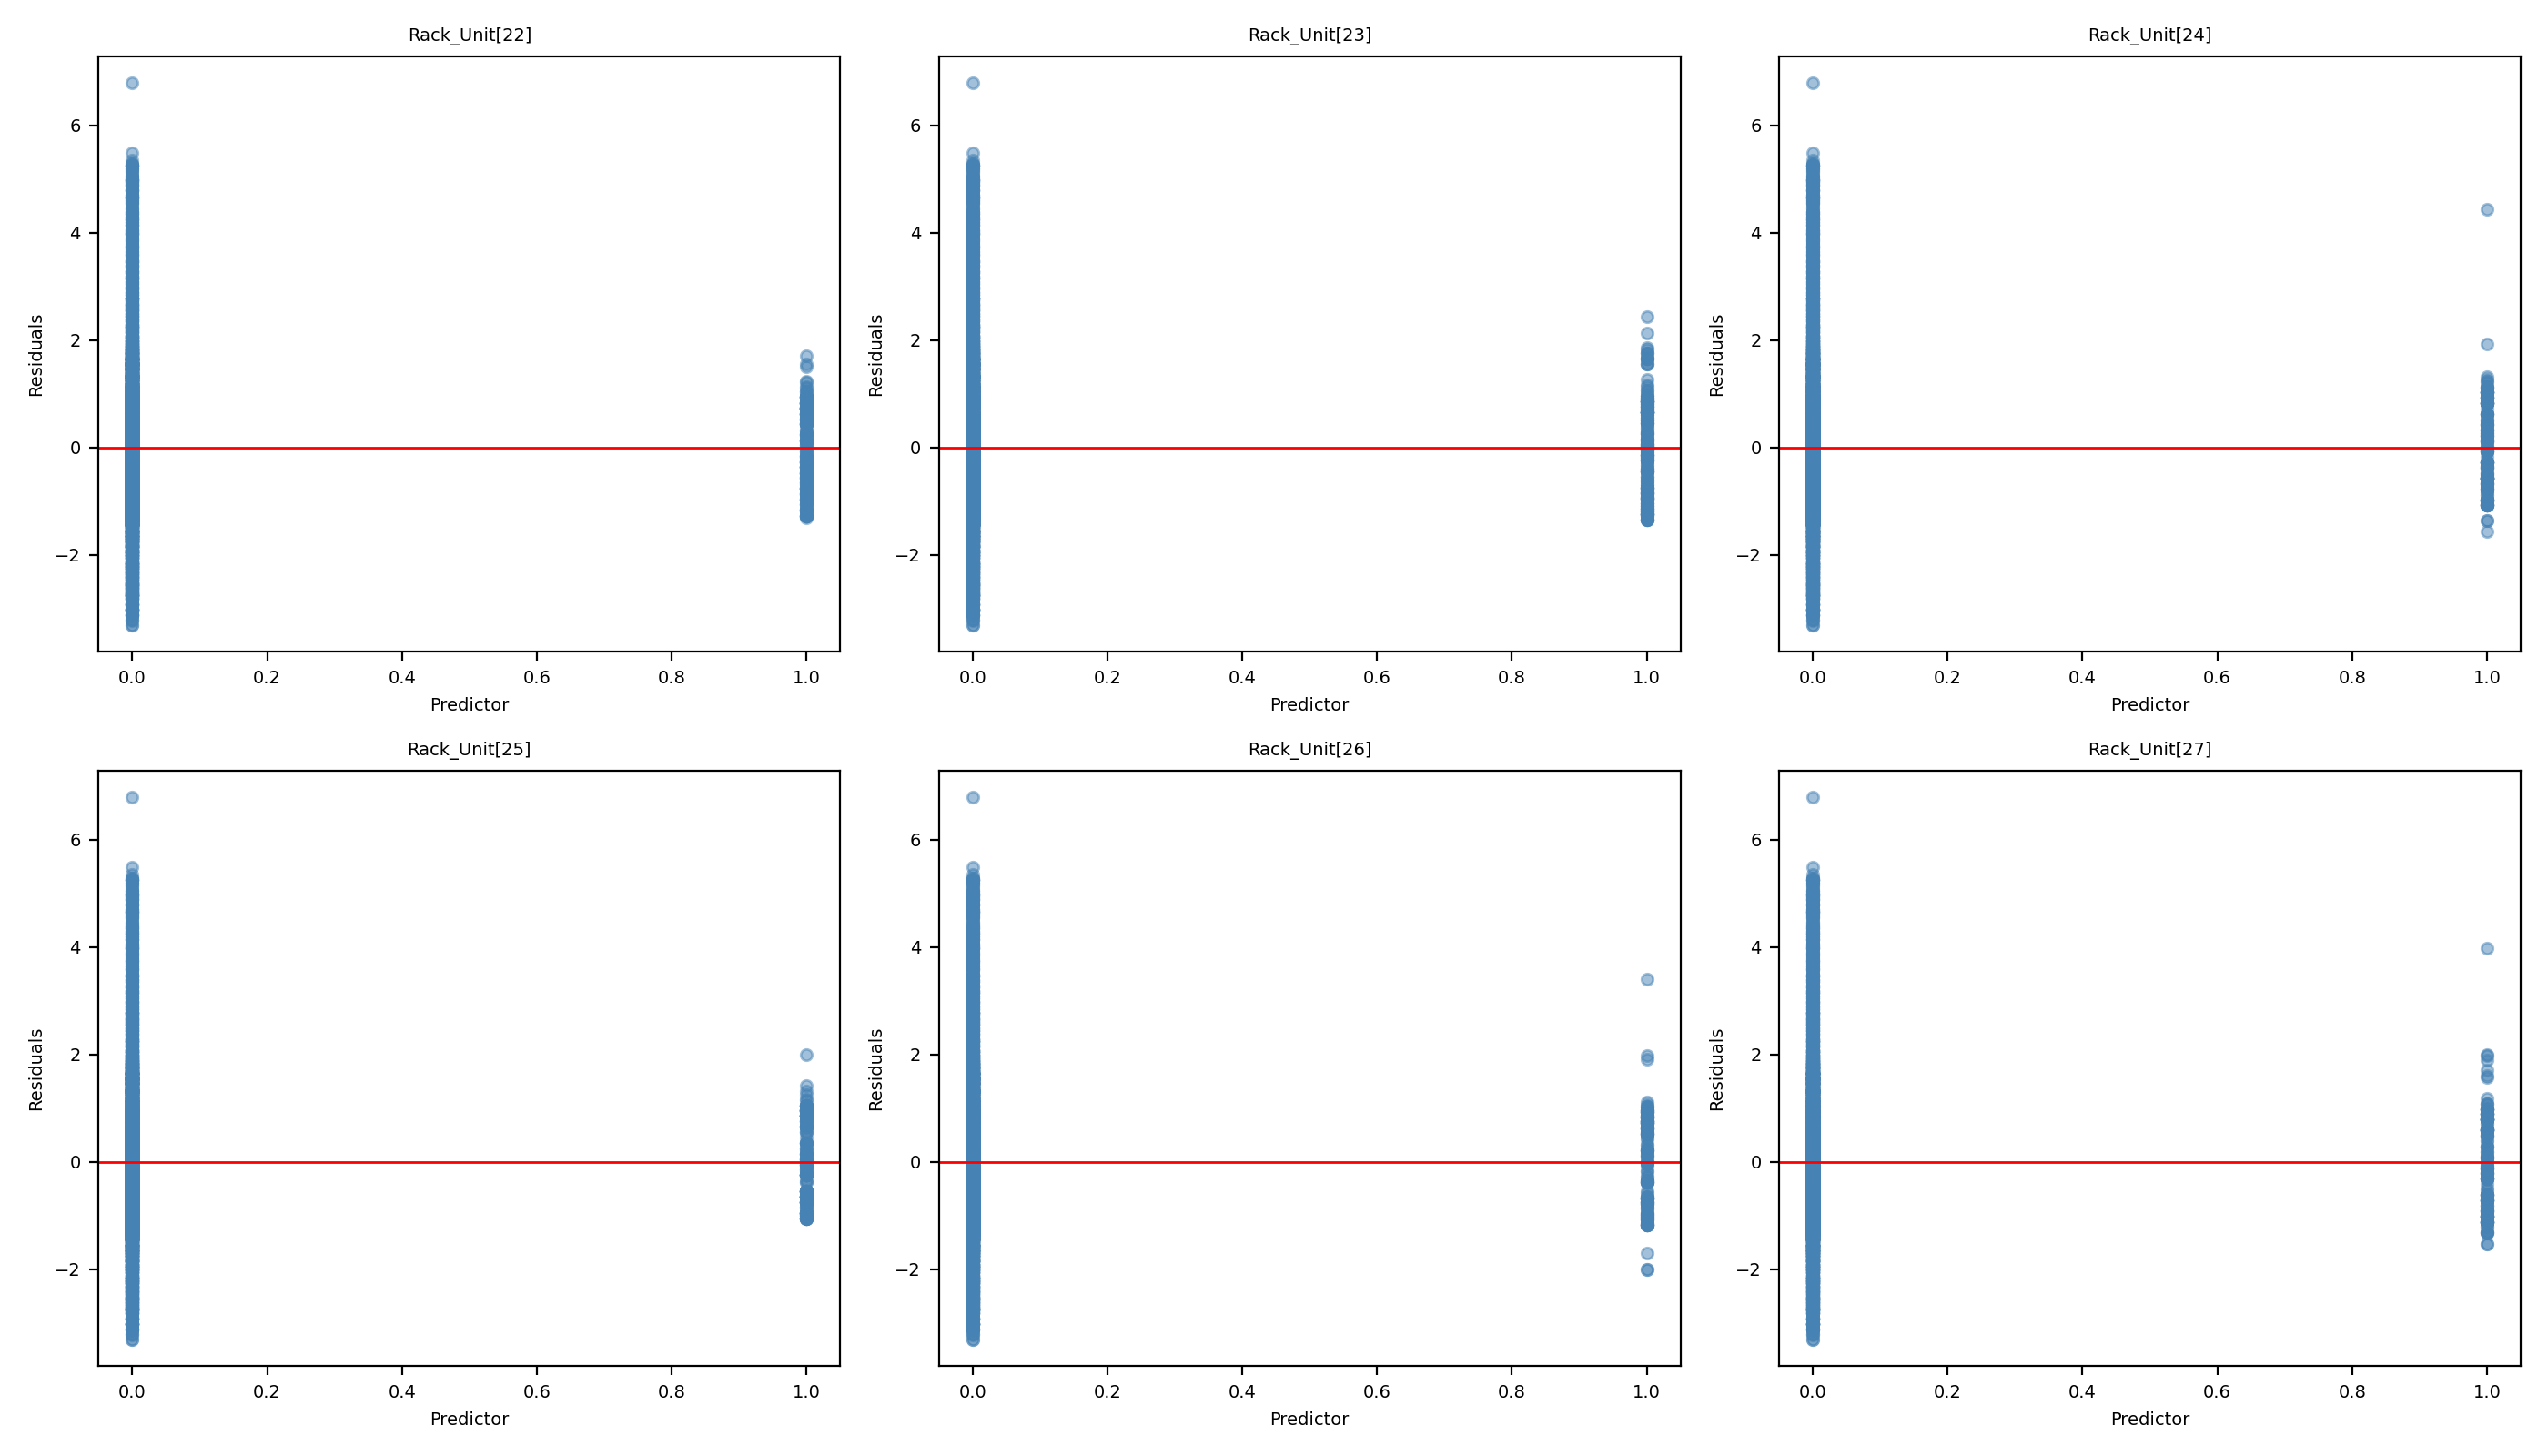 Rack_Unit[22]
Residuals
6
4
2
0
−2
0.0 0.2 0.4 0.6 0.8 1.0
Predictor
Rack_Unit[23]
Residuals
6
4
2
0
−2
0.0 0.2 0.4 0.6 0.8 1.0
Predictor
Rack_Unit[24]
Residuals
6
4
2
0
−2
0.0 0.2 0.4 0.6 0.8 1.0
Predictor
Rack_Unit[25]
Residuals
6
4
2
0
−2
0.0 0.2 0.4 0.6 0.8 1.0
Predictor
Rack_Unit[26]
Residuals
6
4
2
0
−2
0.0 0.2 0.4 0.6 0.8 1.0
Predictor
Rack_Unit[27]
Residuals
6
4
2
0
−2
0.0 0.2 0.4 0.6 0.8 1.0
Predictor